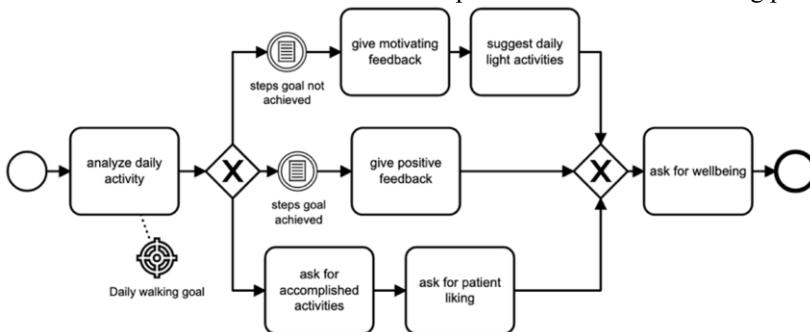 give motivating
feedback
suggest daily
light activities
steps goal not
achieved
analyze daily
activity
X
steps goal
achieved
give positive
feedback
X
ask for wellbeing
Daily walking goal
ask for
accomplished
activities
ask for patient
liking